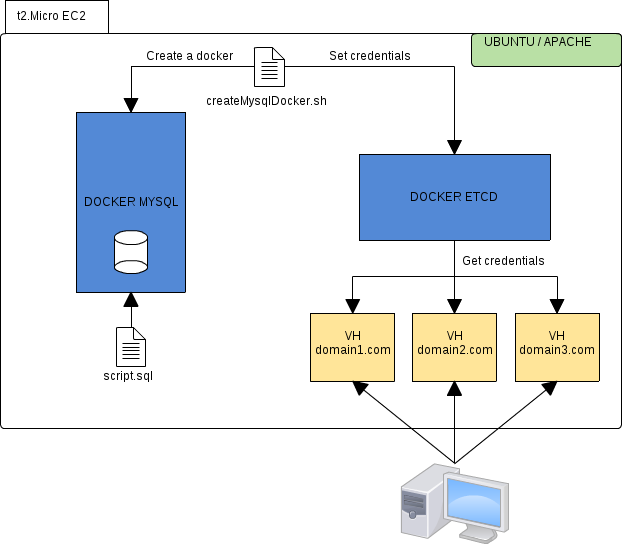 t2.Micro EC2
UBUNTU / APACHE
Create a docker
Set credentials
createMysqlDocker.sh
DOCKER MYSQL
DOCKER ETCD
Get credentials
VH
domain1.com
VH
domain2.com
VH
domain3.com
script.sql